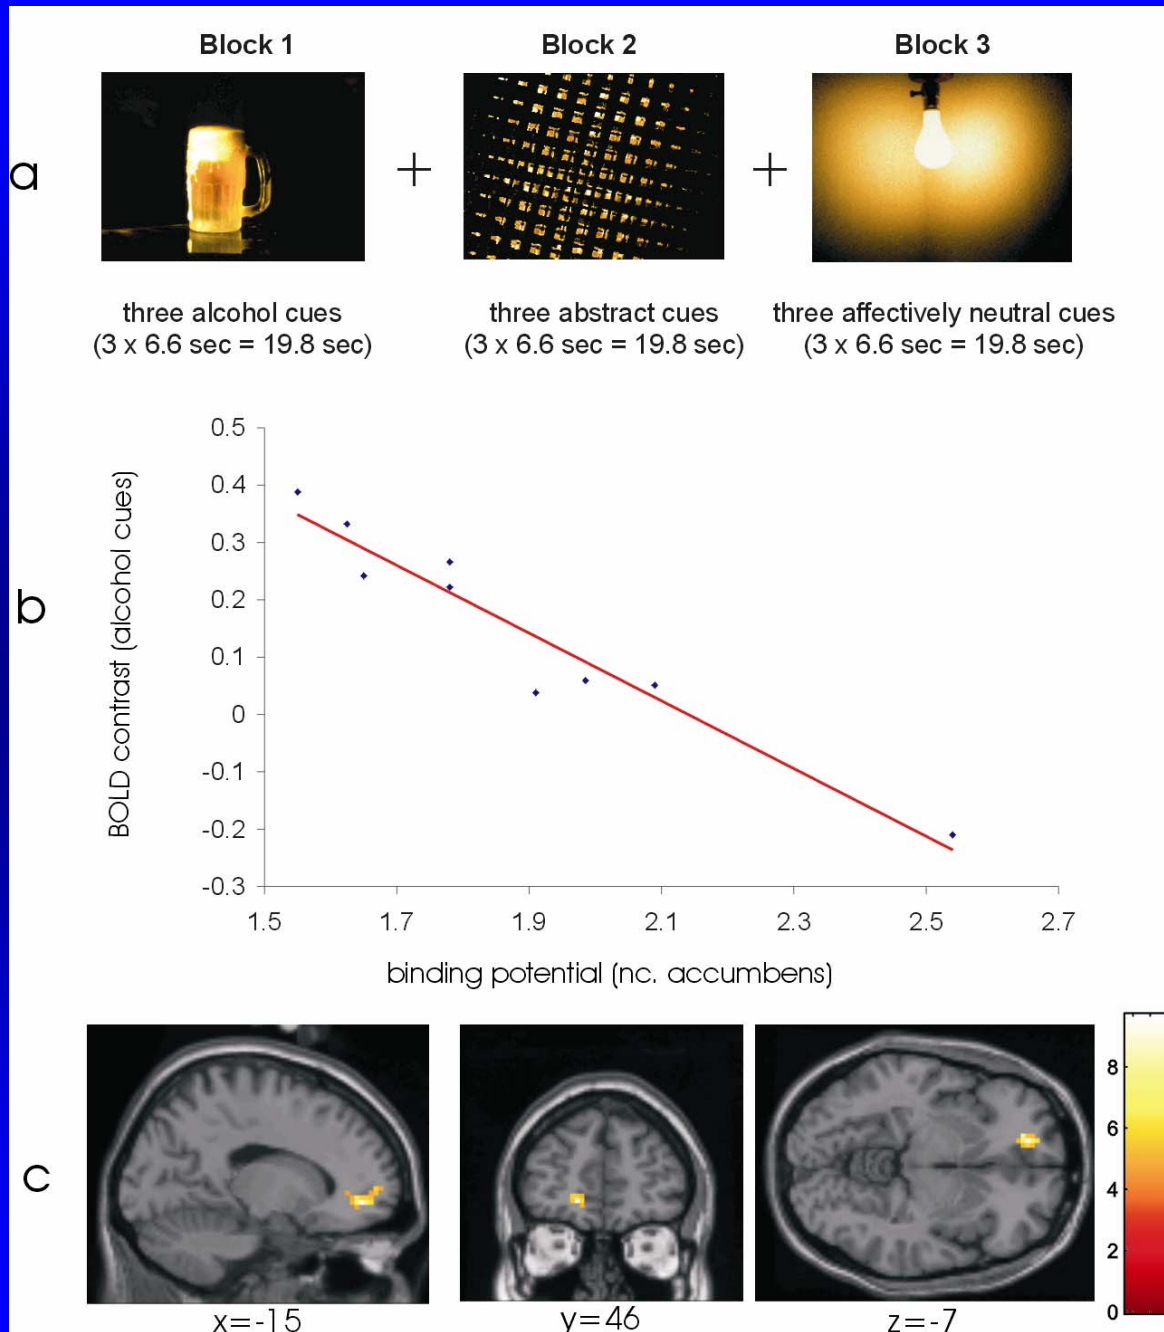 Block 1 Block 2 Block 3
a + +
three alcohol cues three abstract cues three affectively neutral cues
(3 x 6.6 sec = 19.8 sec) (3 x 6.6 sec = 19.8 sec) (3 x 6.6 sec = 19.8 sec)
b
BOLD contrast (alcohol cues)
0.5
0.4
0.3
0.2
0.1
0
-0.1
-0.2
-0.3
1.5 1.7 1.9 2.1 2.3 2.5 2.7
binding potential (nc. accumbens)
c
8
6
4
2
0
x=-15 y=46 z=-7